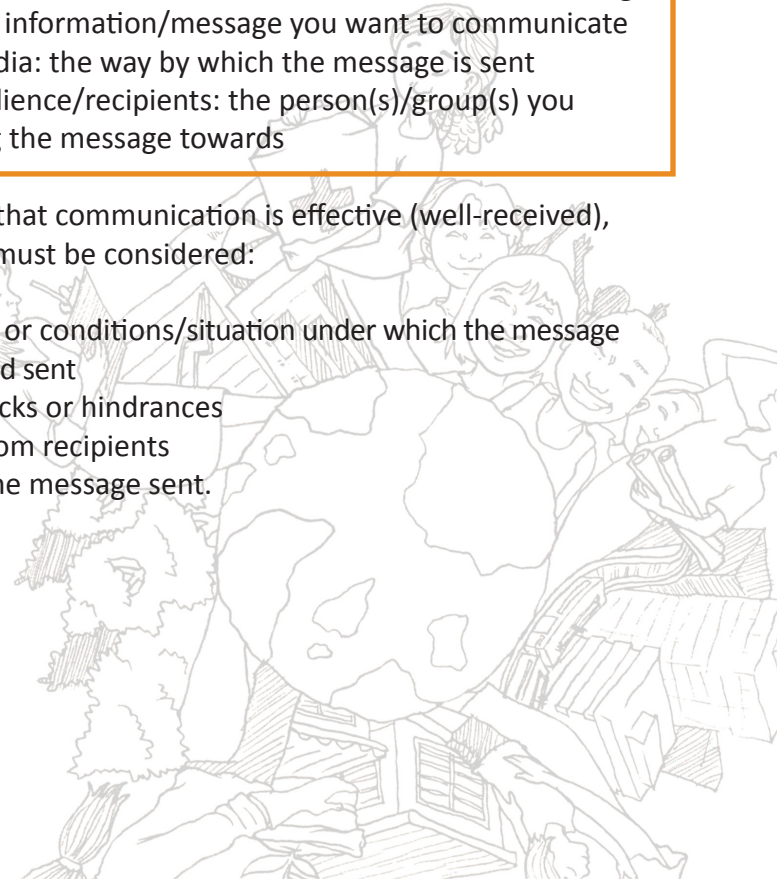 information/message you want to communicate
dia: the way by which the message is sent
dience/recipients: the person(s)/group(s) you
the message towards
that communication is effective (well-received),
must be considered:
or conditions/situation under which the message
d sent
cks or hindrances
om recipients
he message sent.